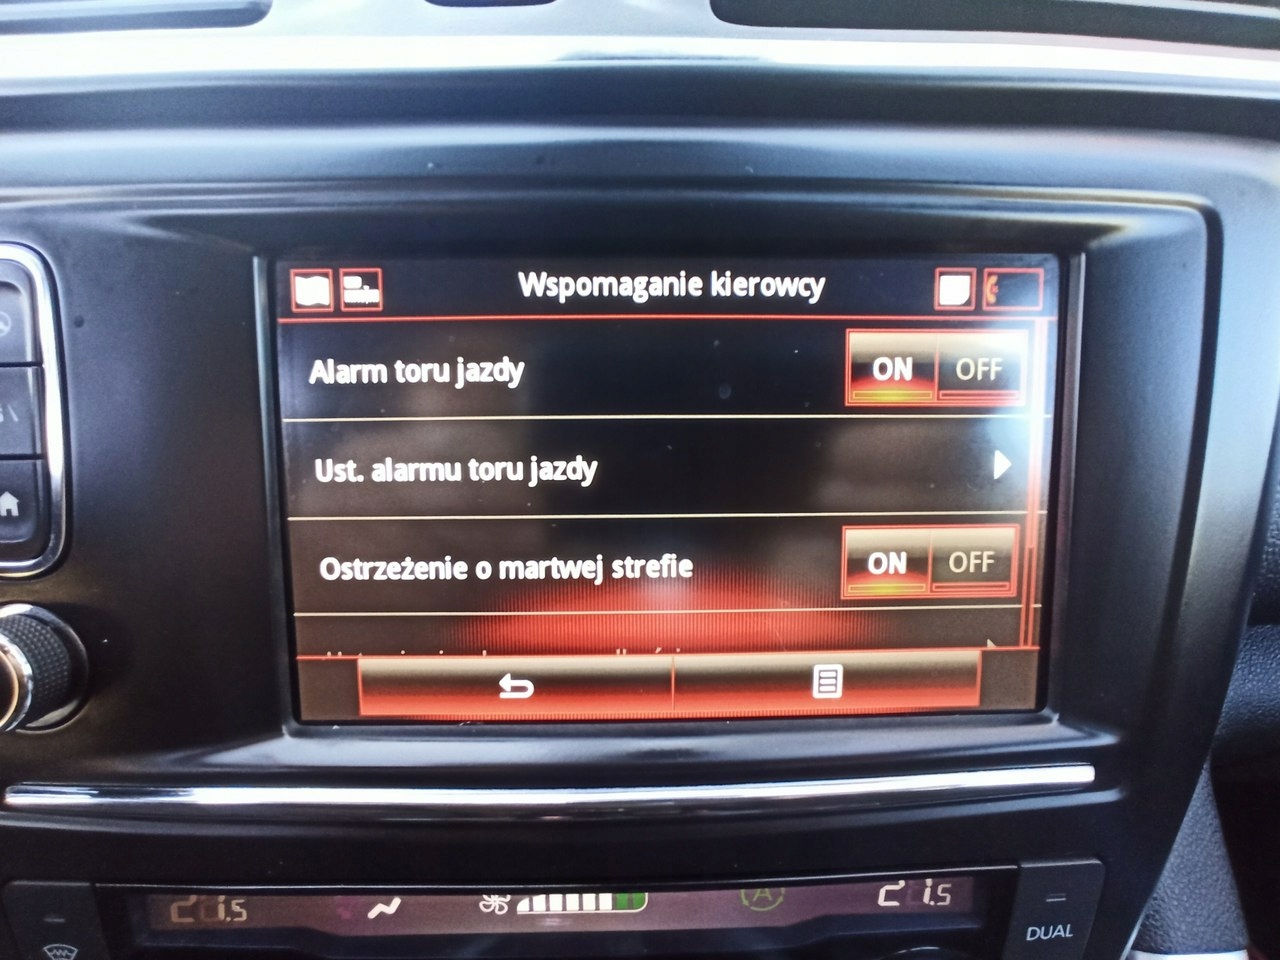 Wspomaganie kierowcy
Alarm toru jazdy
ON OFF
Ust. alarmu toru jazdy
Ostrzeżenie o martwej strefie
ON OFF
21.5
A
21.5
DUAL